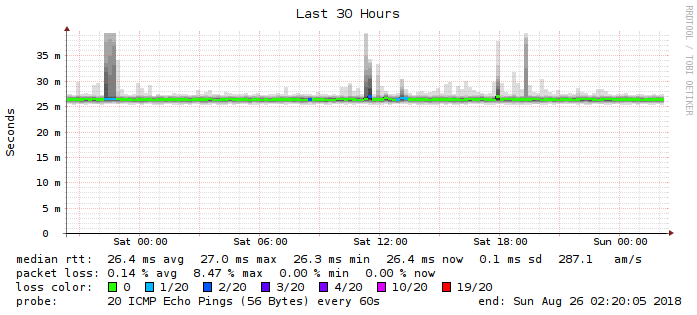 Last 30 Hours
RRDTOOL / TOBI OETIKER
Seconds
35 m
30 m
25 m
20 m
15 m
10 m
5 m
0
Sat 00:00 Sat 06:00 Sat 12:00 Sat 18:00 Sun 00:00
median rtt: 26.4 ms avg 27.0 ms max 26.3 ms min 26.4 ms now 0.1 ms sd 287.1 am/s
packet loss: 0.14 % avg 8.47 % max 0.00 % min 0.00 % now
loss color: 0 1/20 2/20 3/20 4/20 10/20 19/20
probe: 20 ICMP Echo Pings (56 Bytes) every 60s end: Sun Aug 26 02:20:05 2018